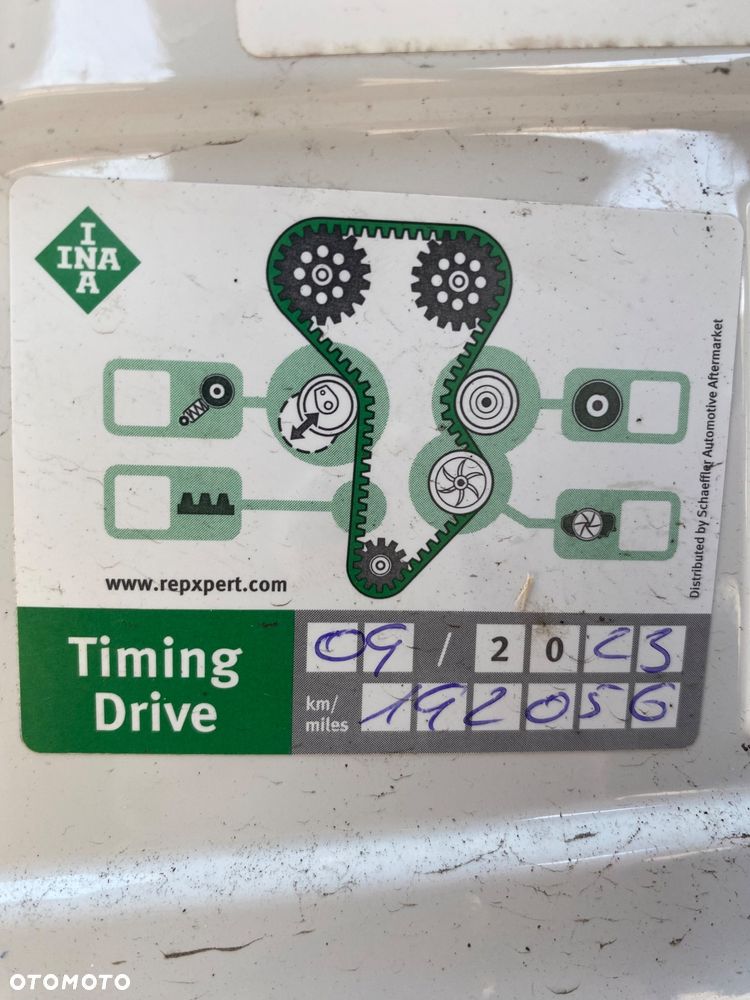 I
INA
A
Distributed by Schaeffler Automotive Aftermarket
www.repxpert.com
Timing
Drive
09 / 2023
km/
miles
192056
OTOMOTO